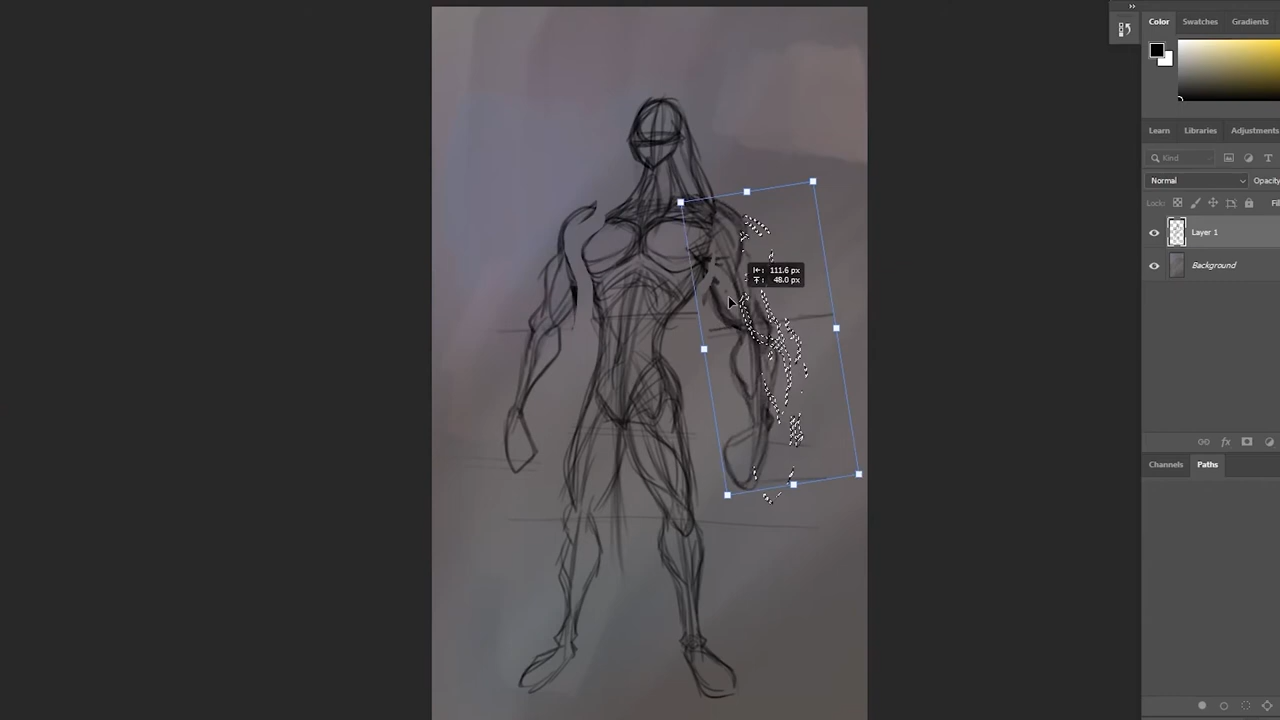 Color Swatches Gradients
Learn Libraries Adjustments
Kind
Normal Opacity
Lock:
Layer 1
Background
111.6 px
48.0 px
Channels Paths